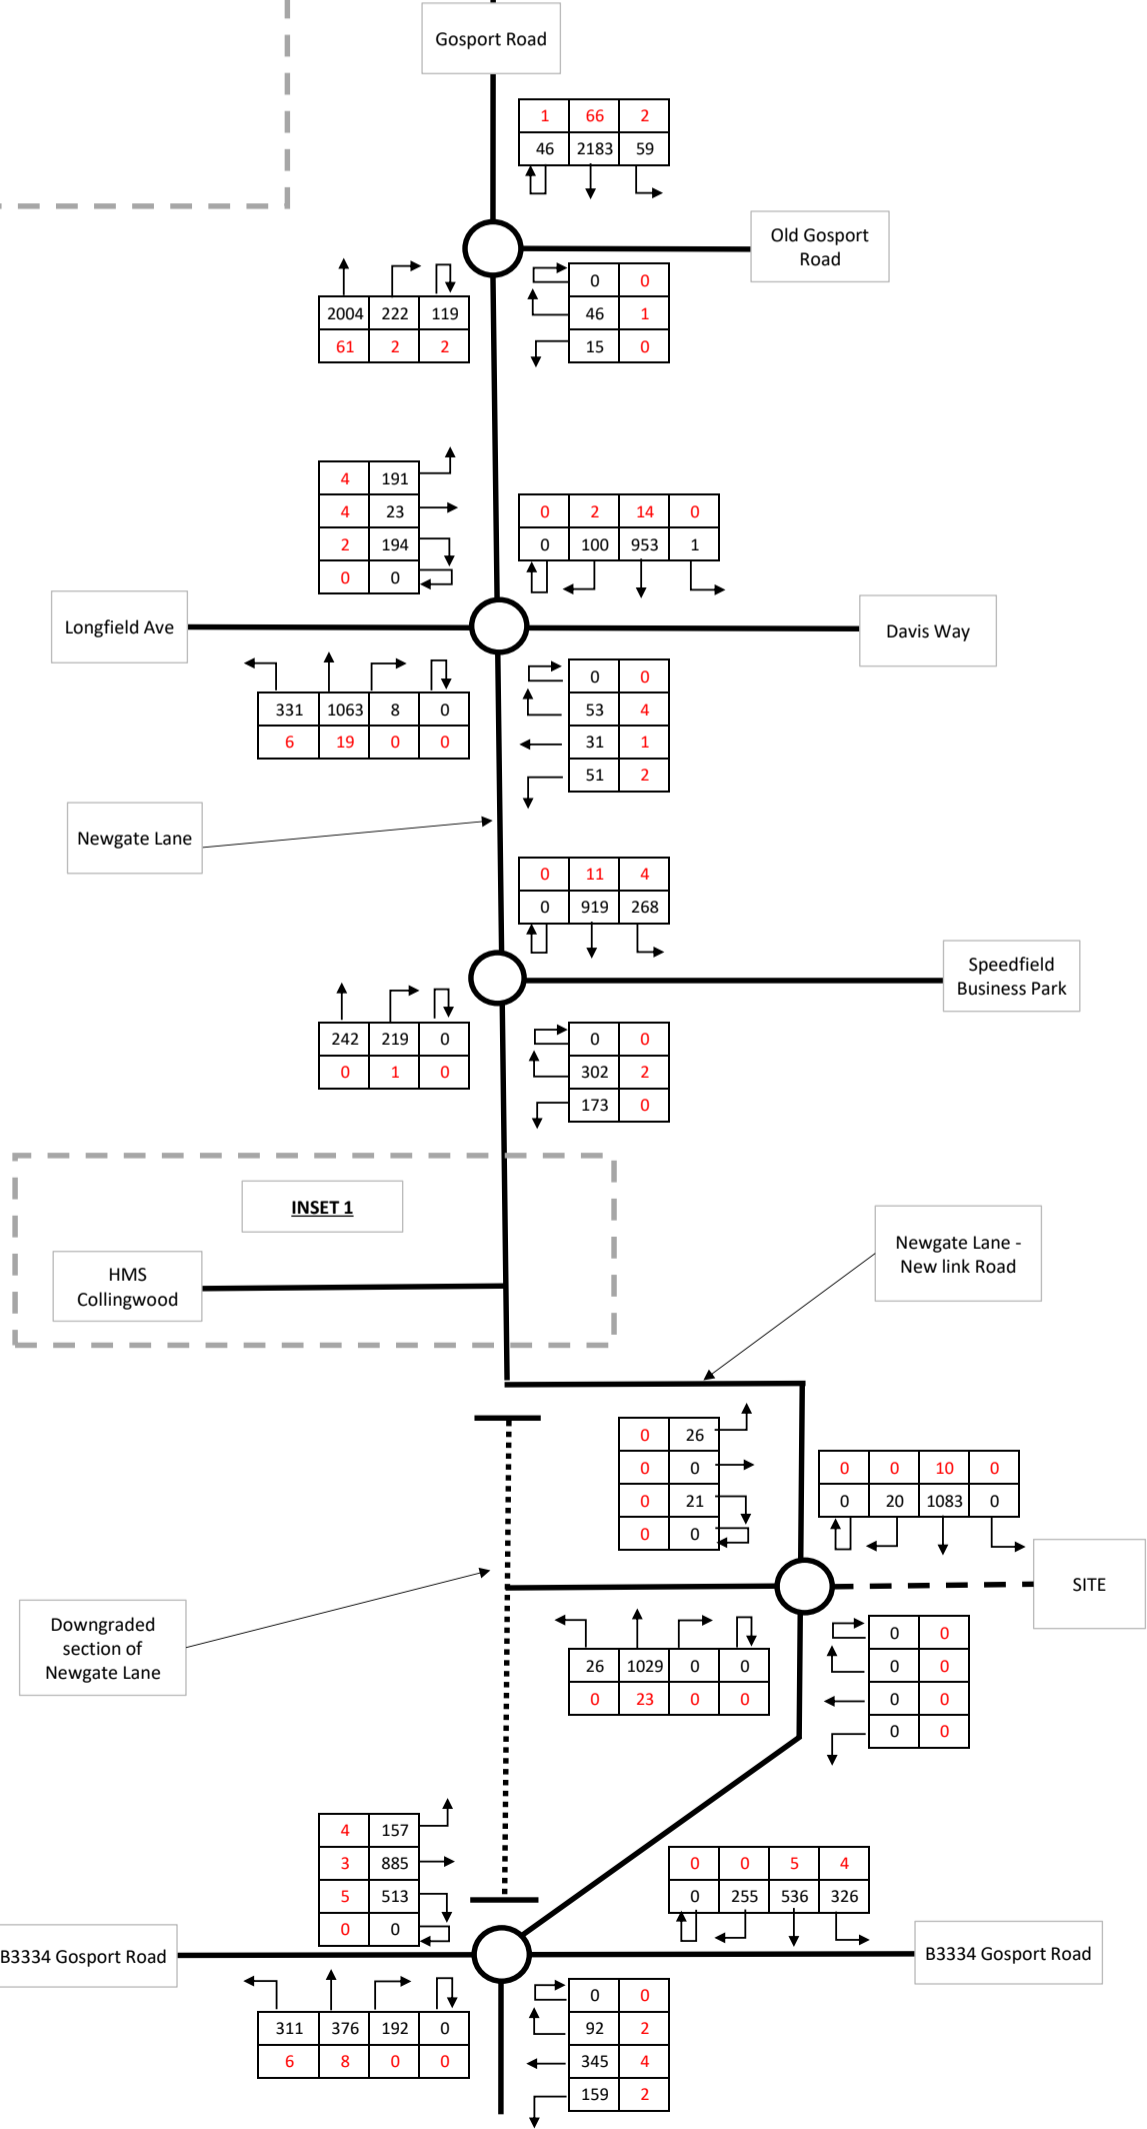 Gosport Road
1 66 2
46 2183 59
Old Gosport
Road
0 0
46 1
15 0
2004 222 119
61 2 2
4 191
4 23
2 194
0 0
0 2 14 0
0 100 953 1
Longfield Ave
Davis Way
331 1063 8 0
6 19 0 0
0 0
53 4
31 1
51 2
Newgate Lane
0 11 4
0 919 268
Speedfield
Business Park
242 219 0
0 1 0
0 0
302 2
173 0
INSET 1
HMS
Collingwood
Newgate Lane -
New link Road
0 26
0 0
0 21
0 0
0 0 10 0
0 20 1083 0
SITE
Downgraded
section of
Newgate Lane
26 1029 0 0
0 23 0 0
0 0
0 0
0 0
0 0
4 157
3 885
5 513
0 0
0 0 5 4
0 255 536 326
B3334 Gosport Road
B3334 Gosport Road
311 376 192 0
6 8 0 0
0 0
92 2
345 4
159 2